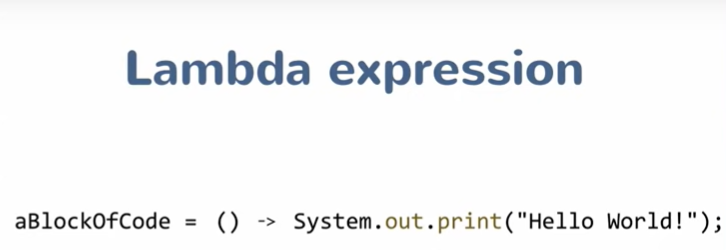 Lambda expression
aBlockOfCode = () -> System.out.print("Hello World!");